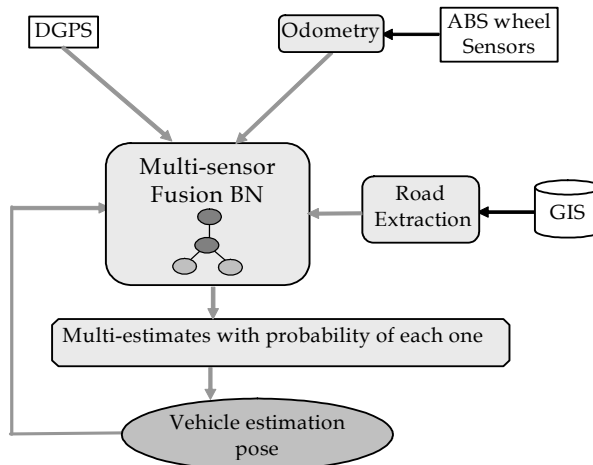 DGPS
Odometry
ABS wheel
Sensors
Multi-sensor
Fusion BN
Road
Extraction
GIS
Multi-estimates with probability of each one
Vehicle estimation
pose